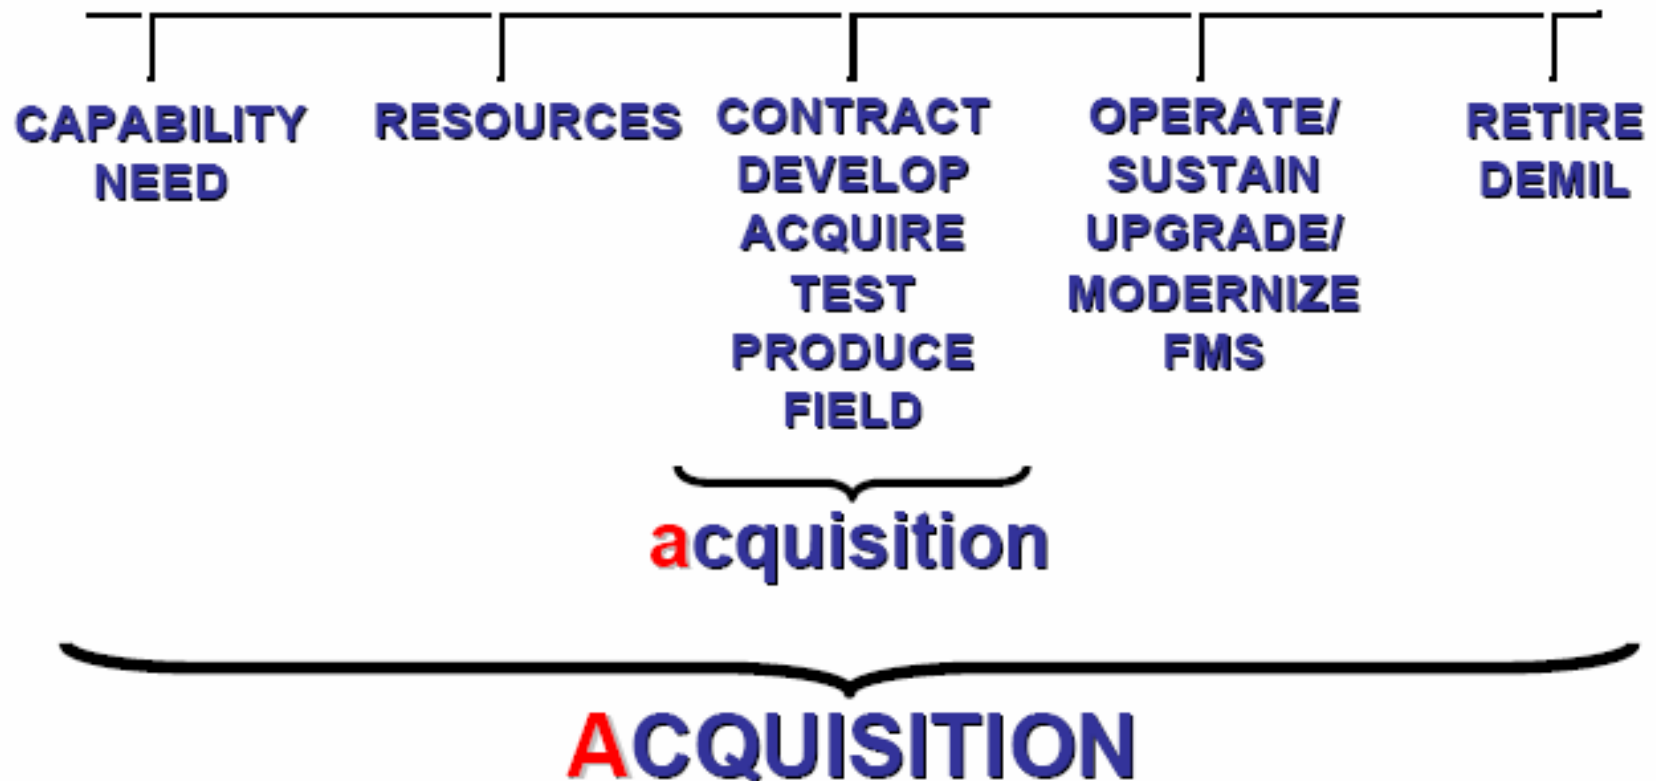 CAPABILITY
NEED
RESOURCES
CONTRACT
DEVELOP
ACQUIRE
TEST
PRODUCE
FIELD
OPERATE/
SUSTAIN
UPGRADE/
MODERNIZE
FMS
RETIRE
DEMIL
acquisition
ACQUISITION